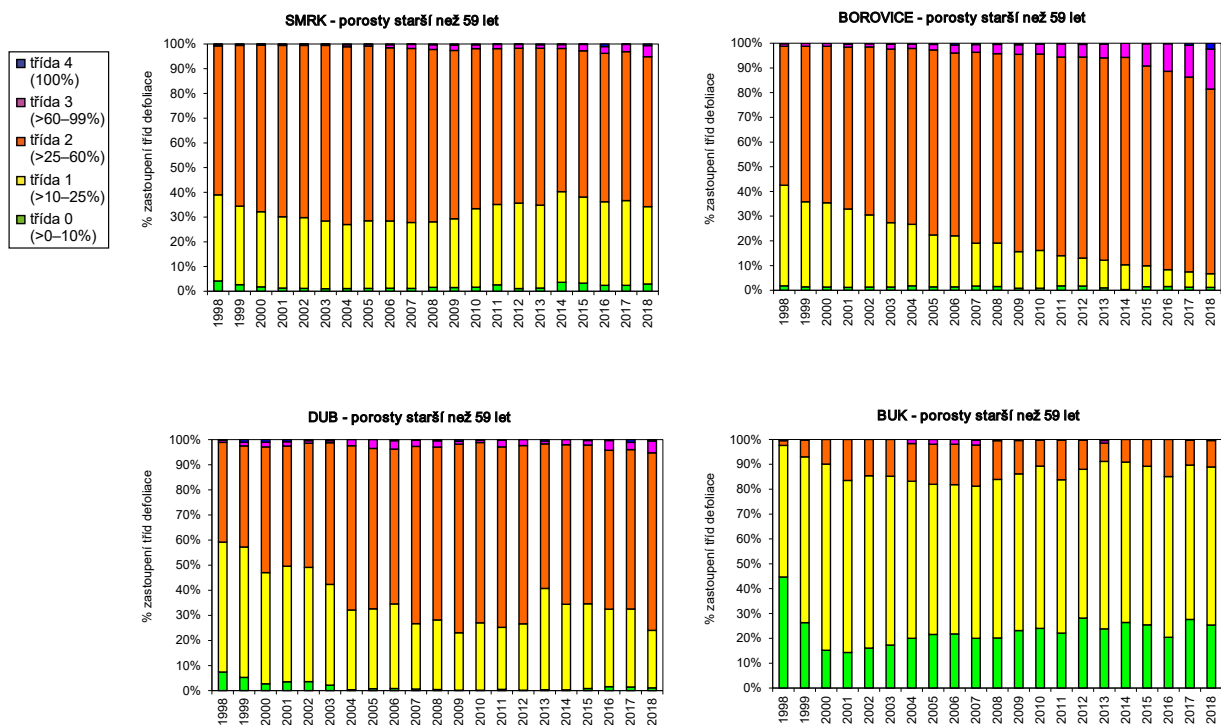 třída 4
(100%)
třída 3
(>60–99%)
třída 2
(>25–60%)
třída 1
(>10–25%)
třída 0
(>0–10%)
SMRK - porosty starší než 59 let
% zastoupení tříd defoliace
100%
90%
80%
70%
60%
50%
40%
30%
20%
10%
0%
1998 1999 2000 2001 2002 2003 2004 2005 2006 2007 2008 2009 2010 2011 2012 2013 2014 2015 2016 2017 2018
BOROVICE - porosty starší než 59 let
% zastoupení tříd defoliace
100%
90%
80%
70%
60%
50%
40%
30%
20%
10%
0%
1998 1999 2000 2001 2002 2003 2004 2005 2006 2007 2008 2009 2010 2011 2012 2013 2014 2015 2016 2017 2018
DUB - porosty starší než 59 let
% zastoupení tříd defoliace
100%
90%
80%
70%
60%
50%
40%
30%
20%
10%
0%
1998 1999 2000 2001 2002 2003 2004 2005 2006 2007 2008 2009 2010 2011 2012 2013 2014 2015 2016 2017 2018
BUK - porosty starší než 59 let
% zastoupení tříd defoliace
100%
90%
80%
70%
60%
50%
40%
30%
20%
10%
0%
1998 1999 2000 2001 2002 2003 2004 2005 2006 2007 2008 2009 2010 2011 2012 2013 2014 2015 2016 2017 2018